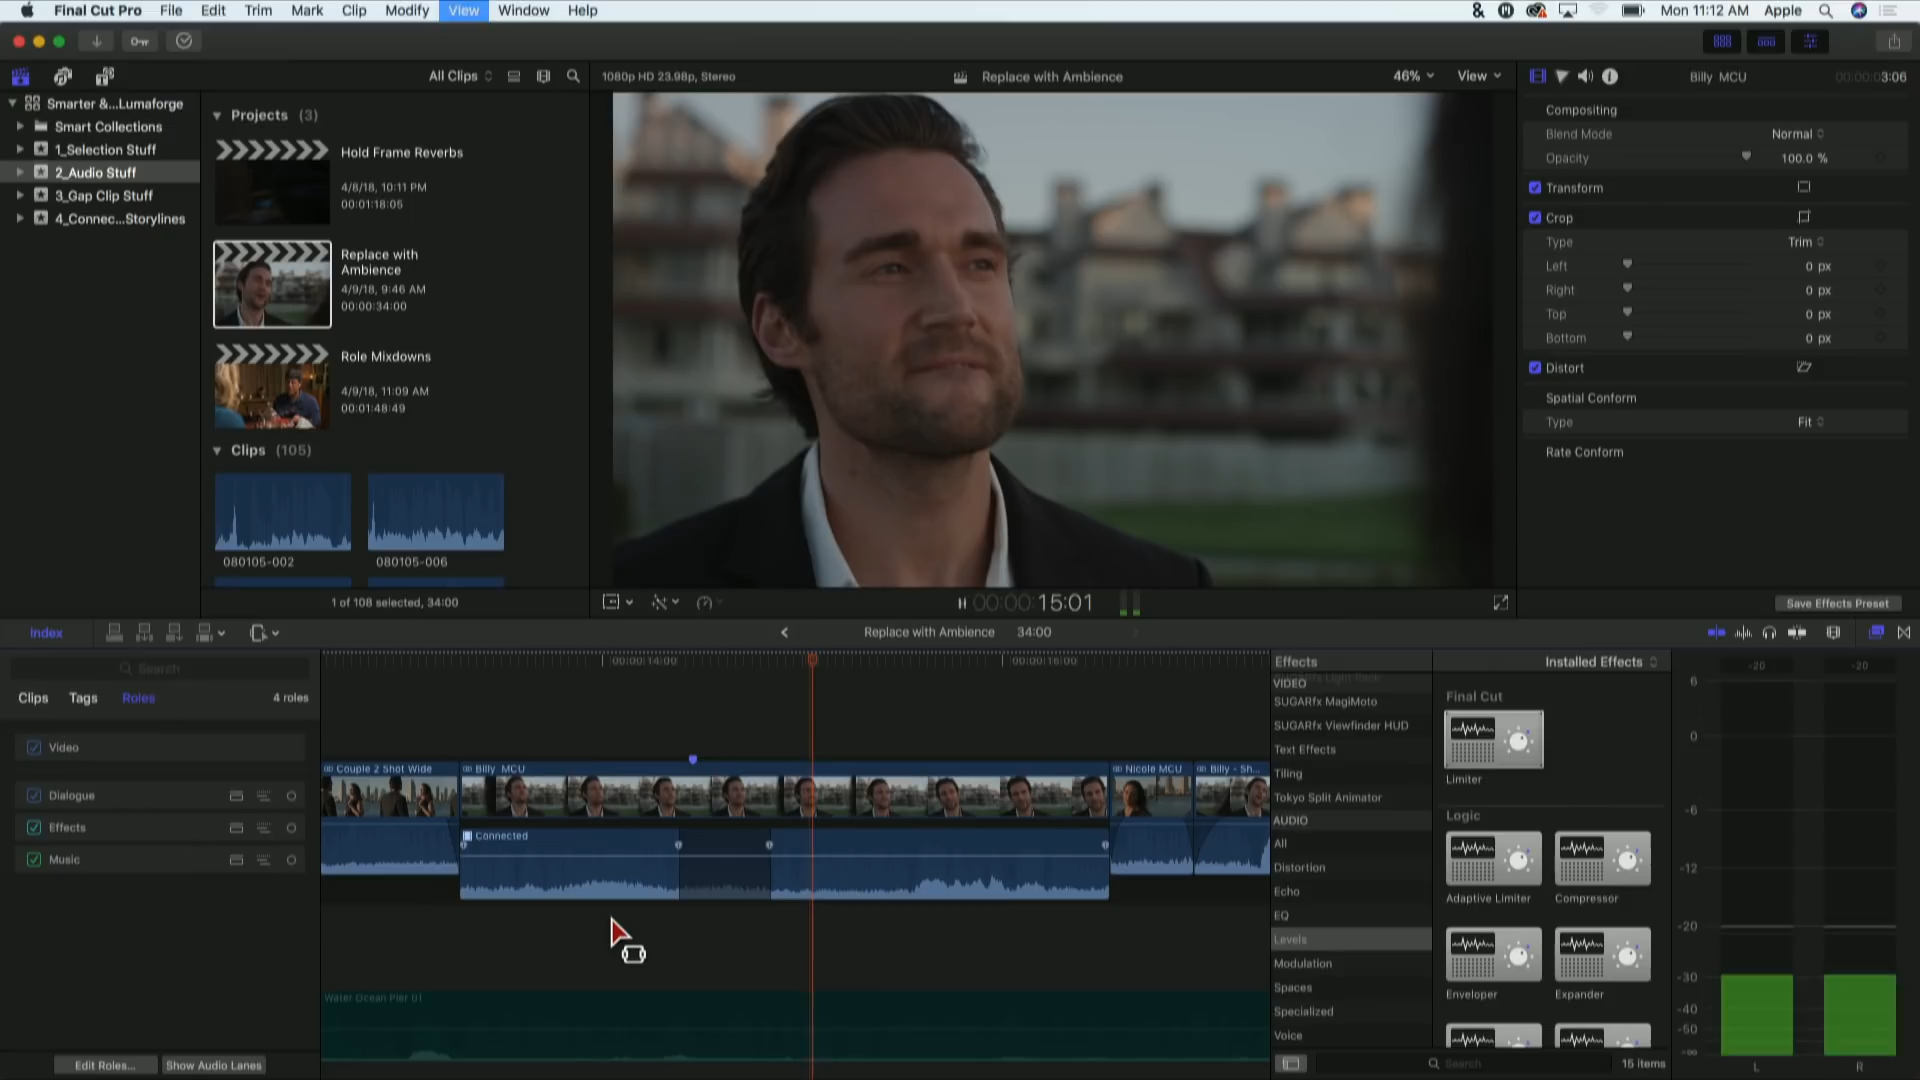 Final Cut Pro File Edit Trim Mark Clip Modify View Window Help
Mon 11:12 AM Apple
All Clips
1080p HD 23.98p, Stereo
Replace with Ambience
46% View
Billy MCU
3:06
Smarter &...Lumaforge
Smart Collections
1_Selection Stuff
2_Audio Stuff
3_Gap Clip Stuff
4_Connec...Storylines
Projects (3)
Hold Frame Reverbs
4/8/18, 10:11 PM
00:01:18:05
Replace with
Ambience
4/9/18, 9:46 AM
00:00:34:00
Role Mixdowns
4/9/18, 11:09 AM
00:01:48:49
Clips (105)
080105-002
080105-006
1 of 108 selected, 34:00
Compositing
Blend Mode Normal
Opacity 100.0 %
Transform
Crop
Type Trim
Left 0 px
Right 0 px
Top 0 px
Bottom 0 px
Distort
Spatial Conform
Type Fit
Rate Conform
00:00:15:01
Save Effects Preset
Index
Replace with Ambience 34:00
Search
Clips Tags Roles 4 roles
Video
Dialogue
Effects
Music
Edit Roles... Show Audio Lanes
00:00:14:00
00:00:16:00
Couple 2 Shot Wide
Billy MCU
Nicole MCU
Billy - Sh...
Connected
Water Ocean Pier 01
Effects
VIDEO
SUGARfx MagiMoto
SUGARfx Viewfinder HUD
Text Effects
Tiling
Tokyo Split Animator
AUDIO
All
Distortion
Echo
EQ
Levels
Modulation
Spaces
Specialized
Voice
Installed Effects
Final Cut
Limiter
Logic
Adaptive Limiter
Compressor
Enveloper
Expander
Search
15 items
-20 -20
6
0
-6
-12
-20
-30
-40
-50
-∞
L R